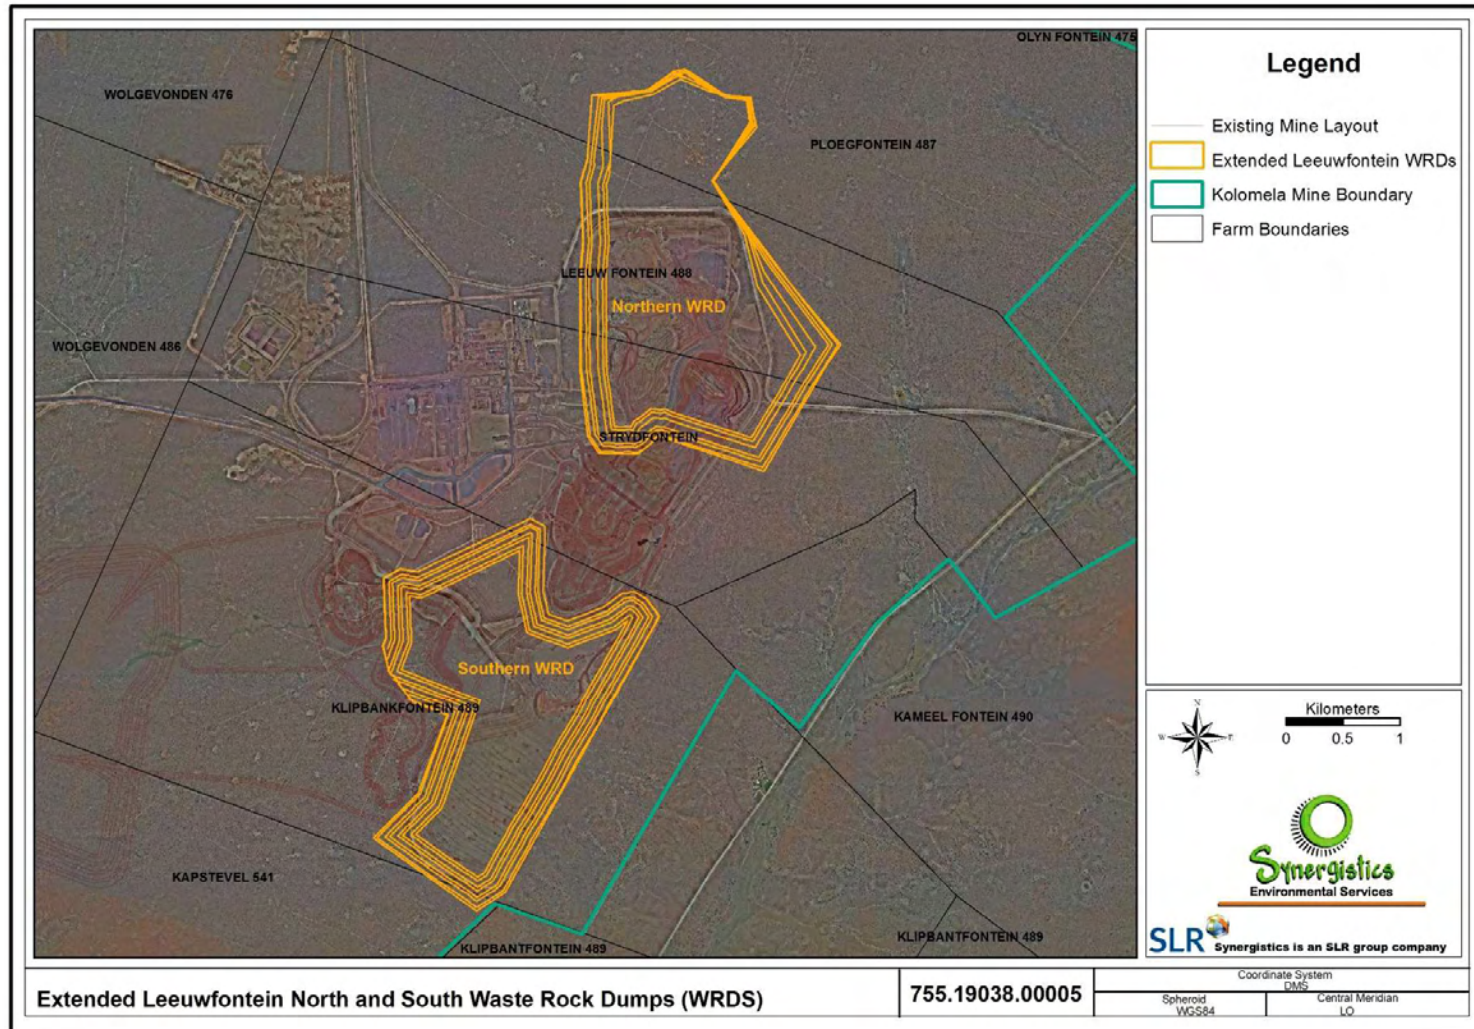 OLYN FONTEIN 475
WOLGEVONDEN 476
PLOEGFONTEIN 487
LEEUW FONTEIN 488
Northern WRD
WOLGEVONDEN 486
STRYDFONTEIN
Southern WRD
KLIPBANKFONTEIN 489
KAMEEL FONTEIN 490
KAPSTEVEL 541
KLIPBANTFONTEIN 489
KLIPBANTFONTEIN 489
Legend
Existing Mine Layout
Extended Leeuwfontein WRDs
Kolomela Mine Boundary
Farm Boundaries
N
W
E
S
Kilometers
0 0.5 1
Synergistics
Environmental Services
SLR Synergistics is an SLR group company
Extended Leeuwfontein North and South Waste Rock Dumps (WRDS)
755.19038.00005
Coordinate System
DMS
Spheroid
WGS84
Central Meridian
LO